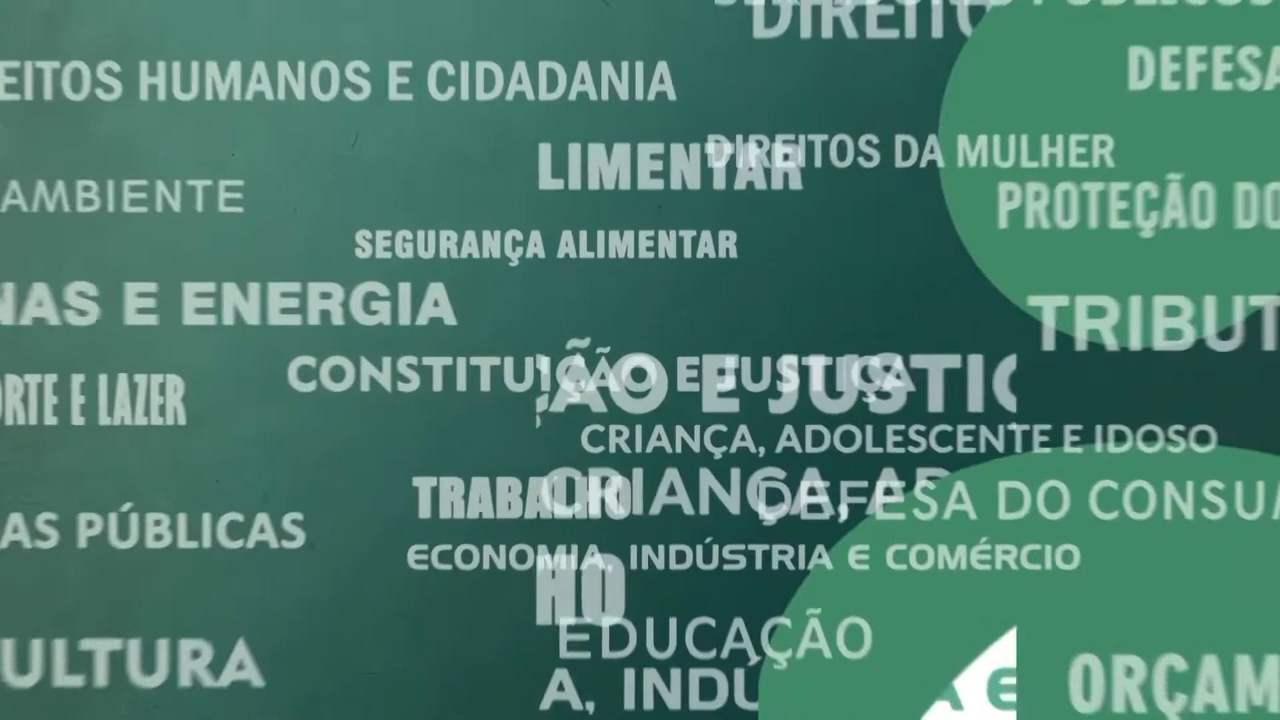 DIREITO
DEFESA
EITOS HUMANOS E CIDADANIA
DIREITOS DA MULHER
LIMENTAR
AMBIENTE
PROTEÇÃO DO
SEGURANÇA ALIMENTAR
NAS E ENERGIA
TRIBUT
CONSTITUIÇÃO E JUSTIÇA
ÇÃO E JUSTIÇ
ORTE E LAZER
CRIANÇA, ADOLESCENTE E IDOSO
TRABALHO
CRIANÇA, AD
DEFESA DO CONSU
AS PÚBLICAS
ECONOMIA, INDÚSTRIA E COMÉRCIO
HO
EDUCAÇÃO
ULTURA
A, INDÚ
A E
ORÇAM